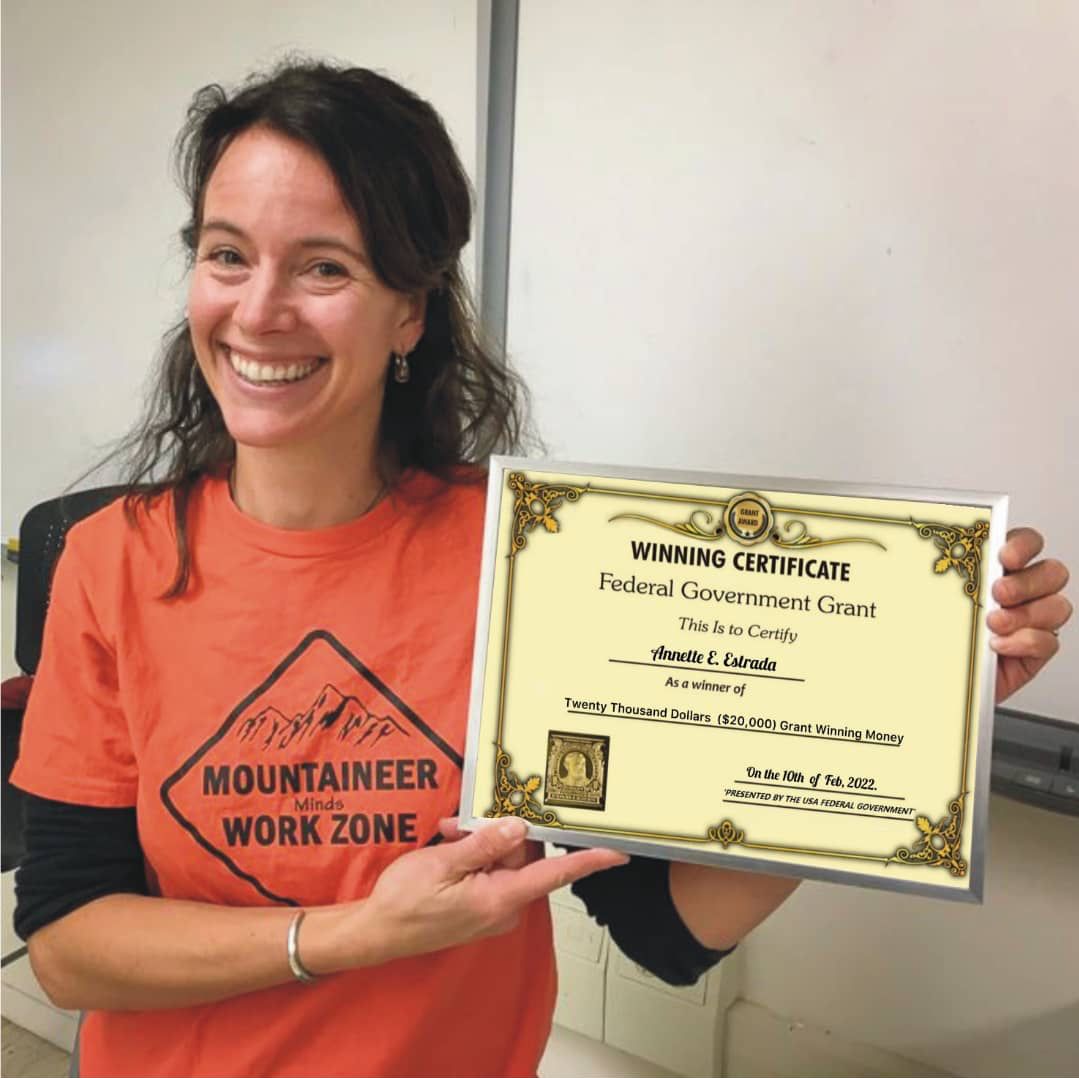 MOUNTAINEER
Minds
WORK ZONE
GRANT
AWARD
WINNING CERTIFICATE
Federal Government Grant
This Is to Certify
Annette E. Estrada
As a winner of
Twenty Thousand Dollars ($20,000) Grant Winning Money
On the 10th of Feb, 2022.
'PRESENTED BY THE USA FEDERAL GOVERNMENT'